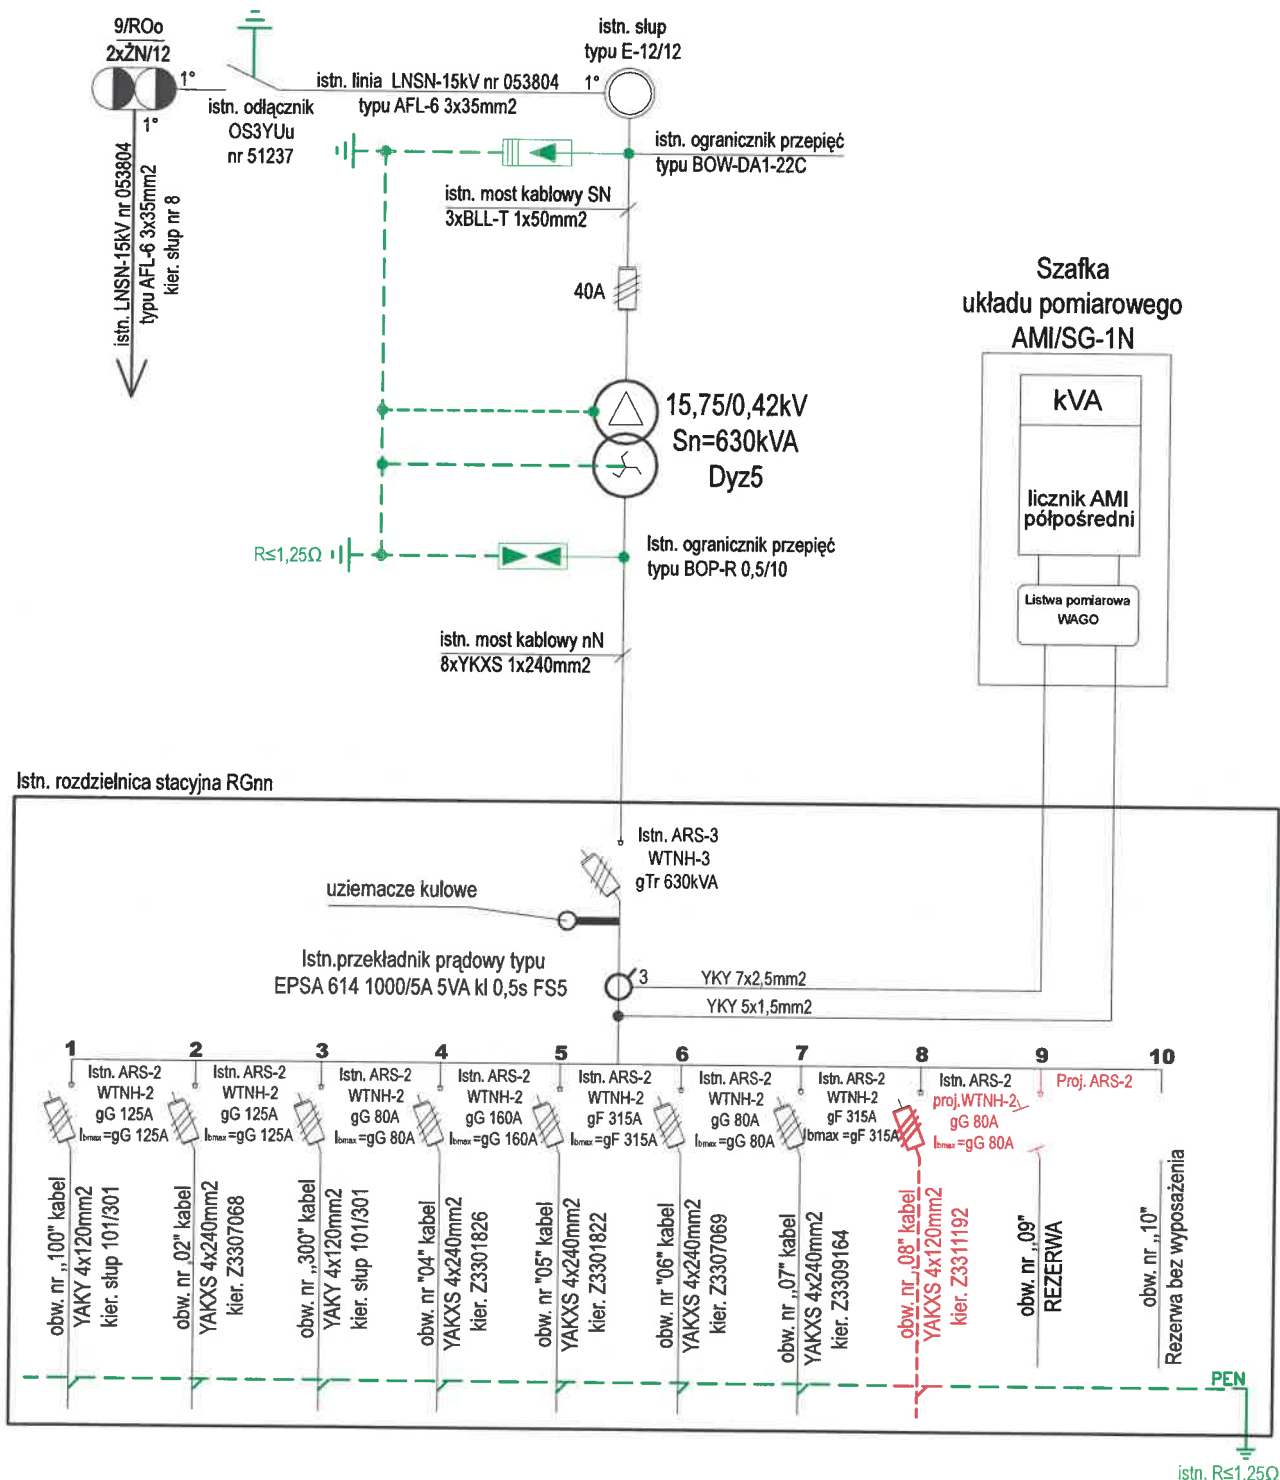 9/ROo
2xŻN/12
1°
1°
istn. odłącznik
OS3YUu
nr 51237
istn. linia LNSN-15kV nr 053804
typu AFL-6 3x35mm2
1°
istn. słup
typu E-12/12
istn. LNSN-15kV nr 053804
typu AFL-6 3x35mm2
kier. słup nr 8
istn. ogranicznik przepięć
typu BOW-DA1-22C
istn. most kablowy SN
3xBLL-T 1x50mm2
40A
15,75/0,42kV
Sn=630kVA
Dyz5
R≤1,25Ω
Istn. ogranicznik przepięć
typu BOP-R 0,5/10
istn. most kablowy nN
8xYKXS 1x240mm2
Szafka
układu pomiarowego
AMI/SG-1N
kVA
licznik AMI
półpośredni
Listwa pomiarowa
WAGO
Istn. rozdzielnica stacyjna RGnn
Istn. ARS-3
WTNH-3
gTr 630kVA
uziemacze kulowe
Istn.przekładnik prądowy typu
EPSA 614 1000/5A 5VA kl 0,5s FS5
3
YKY 7x2,5mm2
YKY 5x1,5mm2
1
Istn. ARS-2
WTNH-2
gG 125A
Ibmax =gG 125A
obw. nr „100" kabel
YAKY 4x120mm2
kier. słup 101/301
2
Istn. ARS-2
WTNH-2
gG 125A
Ibmax =gG 125A
obw. nr „02" kabel
YAKXS 4x240mm2
kier. Z3307068
3
Istn. ARS-2
WTNH-2
gG 80A
Ibmax =gG 80A
obw. nr „300" kabel
YAKY 4x120mm2
kier. słup 101/301
4
Istn. ARS-2
WTNH-2
gG 160A
Ibmax =gG 160A
obw. nr "04" kabel
YAKXS 4x240mm2
kier. Z3301826
5
Istn. ARS-2
WTNH-2
gF 315A
Ibmax =gF 315A
obw. nr "05" kabel
YAKXS 4x240mm2
kier. Z3301822
6
Istn. ARS-2
WTNH-2
gG 80A
Ibmax =gG 80A
obw. nr "06" kabel
YAKXS 4x240mm2
kier. Z3307069
7
Istn. ARS-2
WTNH-2
gF 315A
Ibmax =gF 315A
obw. nr „07" kabel
YAKXS 4x240mm2
kier. Z3309164
8
Istn. ARS-2
proj.WTNH-2
gG 80A
Ibmax =gG 80A
obw. nr „08" kabel
YAKXS 4x120mm2
kier. Z3311192
9
Proj. ARS-2
obw. nr „09"
REZERWA
10
obw. nr „10"
Rezerwa bez wyposażenia
PEN
istn. R≤1,25Ω